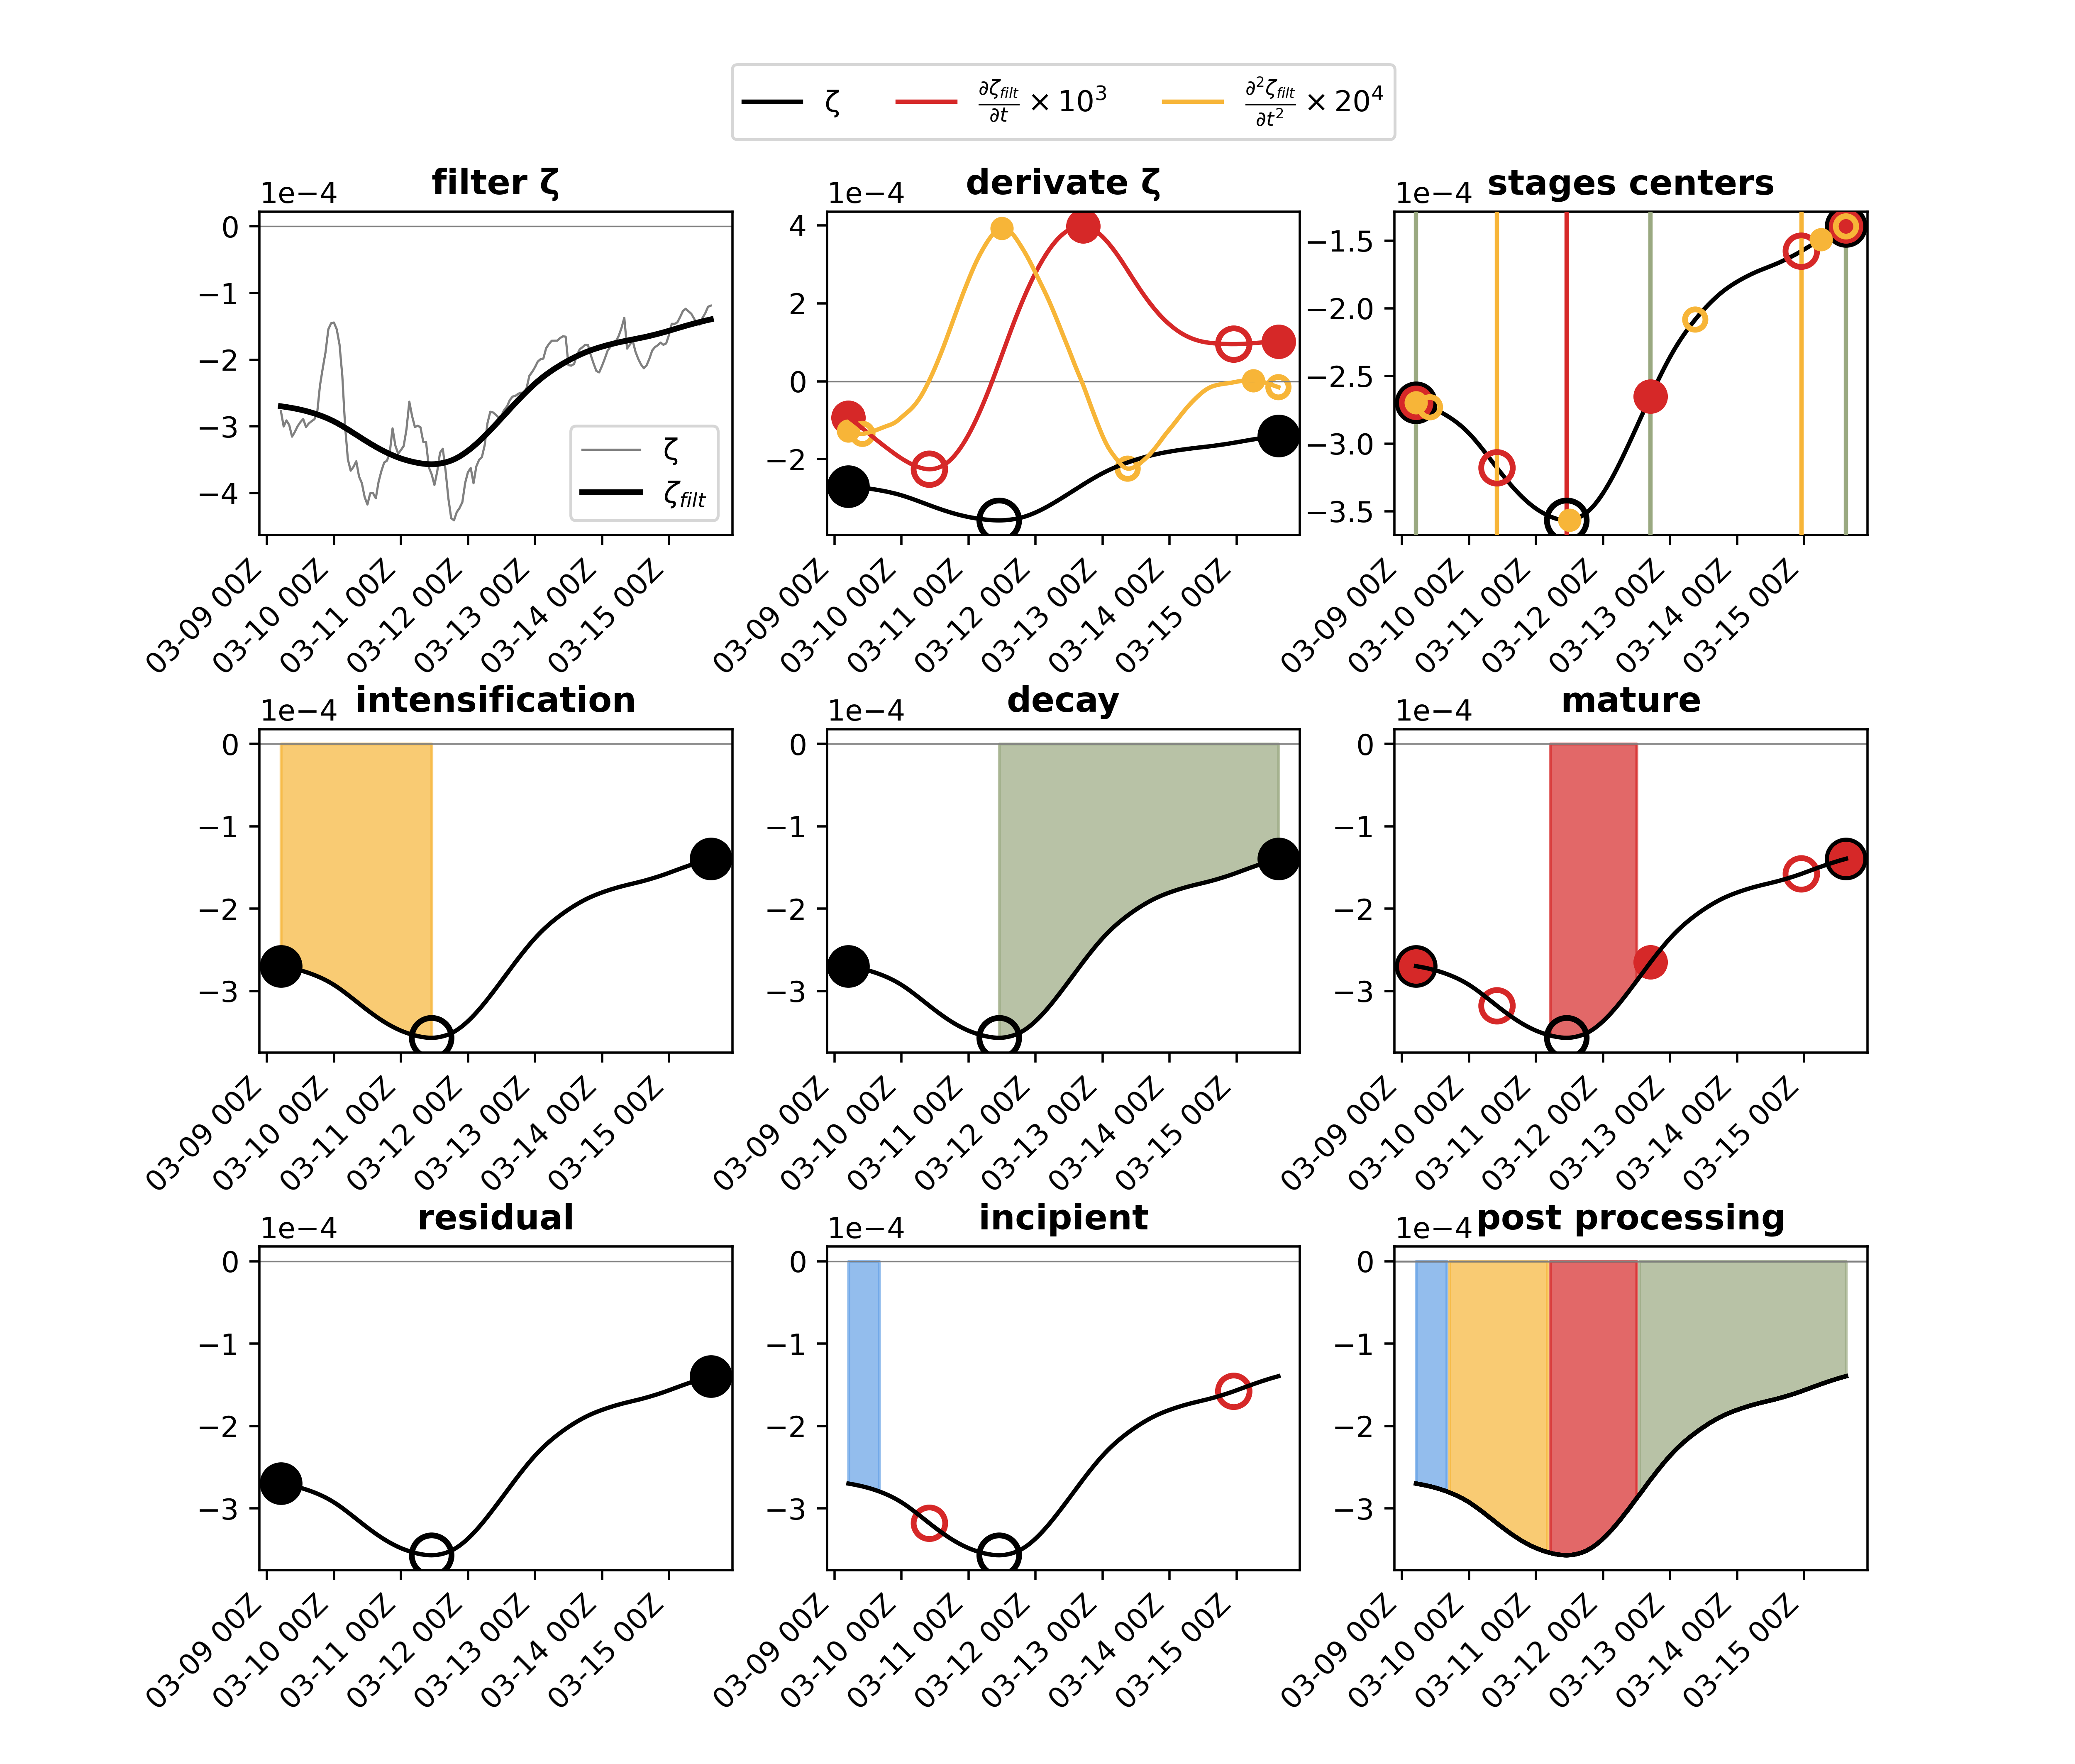 ζ ∂ζ_filt/∂t × 10³ ∂²ζ_filt/∂t² × 20⁴
filter ζ derivate ζ stages centers
1e−4 1e−4 1e−4
0
−1
−2
−3
−4
ζ
ζ_filt
03-09 00Z 03-10 00Z 03-11 00Z 03-12 00Z 03-13 00Z 03-14 00Z 03-15 00Z
4
2
0
−2
03-09 00Z 03-10 00Z 03-11 00Z 03-12 00Z 03-13 00Z 03-14 00Z 03-15 00Z
−1.5
−2.0
−2.5
−3.0
−3.5
03-09 00Z 03-10 00Z 03-11 00Z 03-12 00Z 03-13 00Z 03-14 00Z 03-15 00Z
intensification decay mature
1e−4 1e−4 1e−4
0
−1
−2
−3
03-09 00Z 03-10 00Z 03-11 00Z 03-12 00Z 03-13 00Z 03-14 00Z 03-15 00Z
0
−1
−2
−3
03-09 00Z 03-10 00Z 03-11 00Z 03-12 00Z 03-13 00Z 03-14 00Z 03-15 00Z
0
−1
−2
−3
03-09 00Z 03-10 00Z 03-11 00Z 03-12 00Z 03-13 00Z 03-14 00Z 03-15 00Z
residual incipient post processing
1e−4 1e−4 1e−4
0
−1
−2
−3
03-09 00Z 03-10 00Z 03-11 00Z 03-12 00Z 03-13 00Z 03-14 00Z 03-15 00Z
0
−1
−2
−3
03-09 00Z 03-10 00Z 03-11 00Z 03-12 00Z 03-13 00Z 03-14 00Z 03-15 00Z
0
−1
−2
−3
03-09 00Z 03-10 00Z 03-11 00Z 03-12 00Z 03-13 00Z 03-14 00Z 03-15 00Z